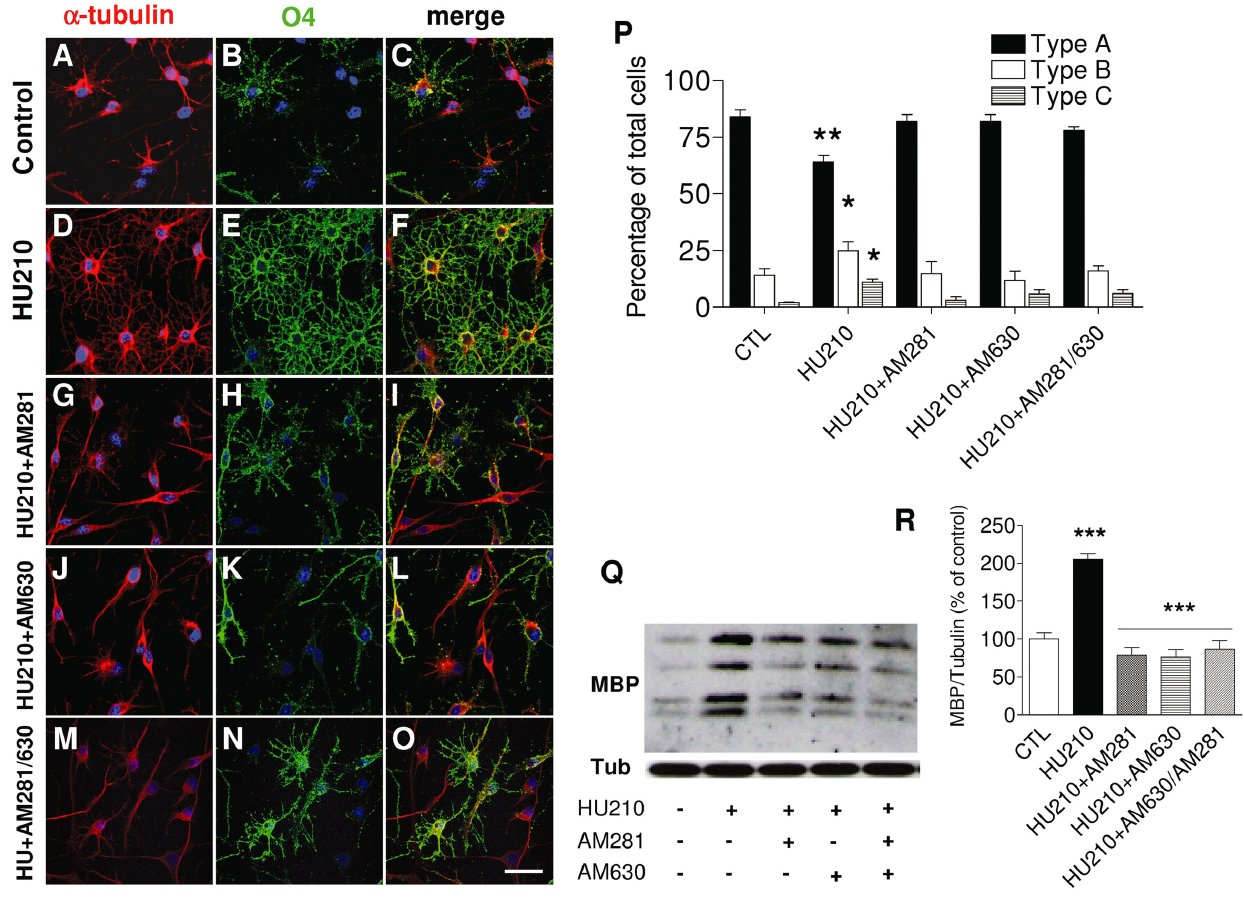 α-tubulin O4 merge
Control
A B C
HU210
D E F
HU210+AM281
G H I
HU210+AM630
J K L
HU+AM281/630
M N O
P
Type A
Type B
Type C
Percentage of total cells
100
75
50
25
0
**
*
*
CTL
HU210
HU210+AM281
HU210+AM630
HU210+AM281/630
Q
MBP
Tub
HU210 - + + + +
AM281 - - + - +
AM630 - - - + +
R
MBP/Tubulin (% of control)
250
200
150
100
50
0
***
***
CTL
HU210
HU210+AM281
HU210+AM630
HU210+AM630/AM281